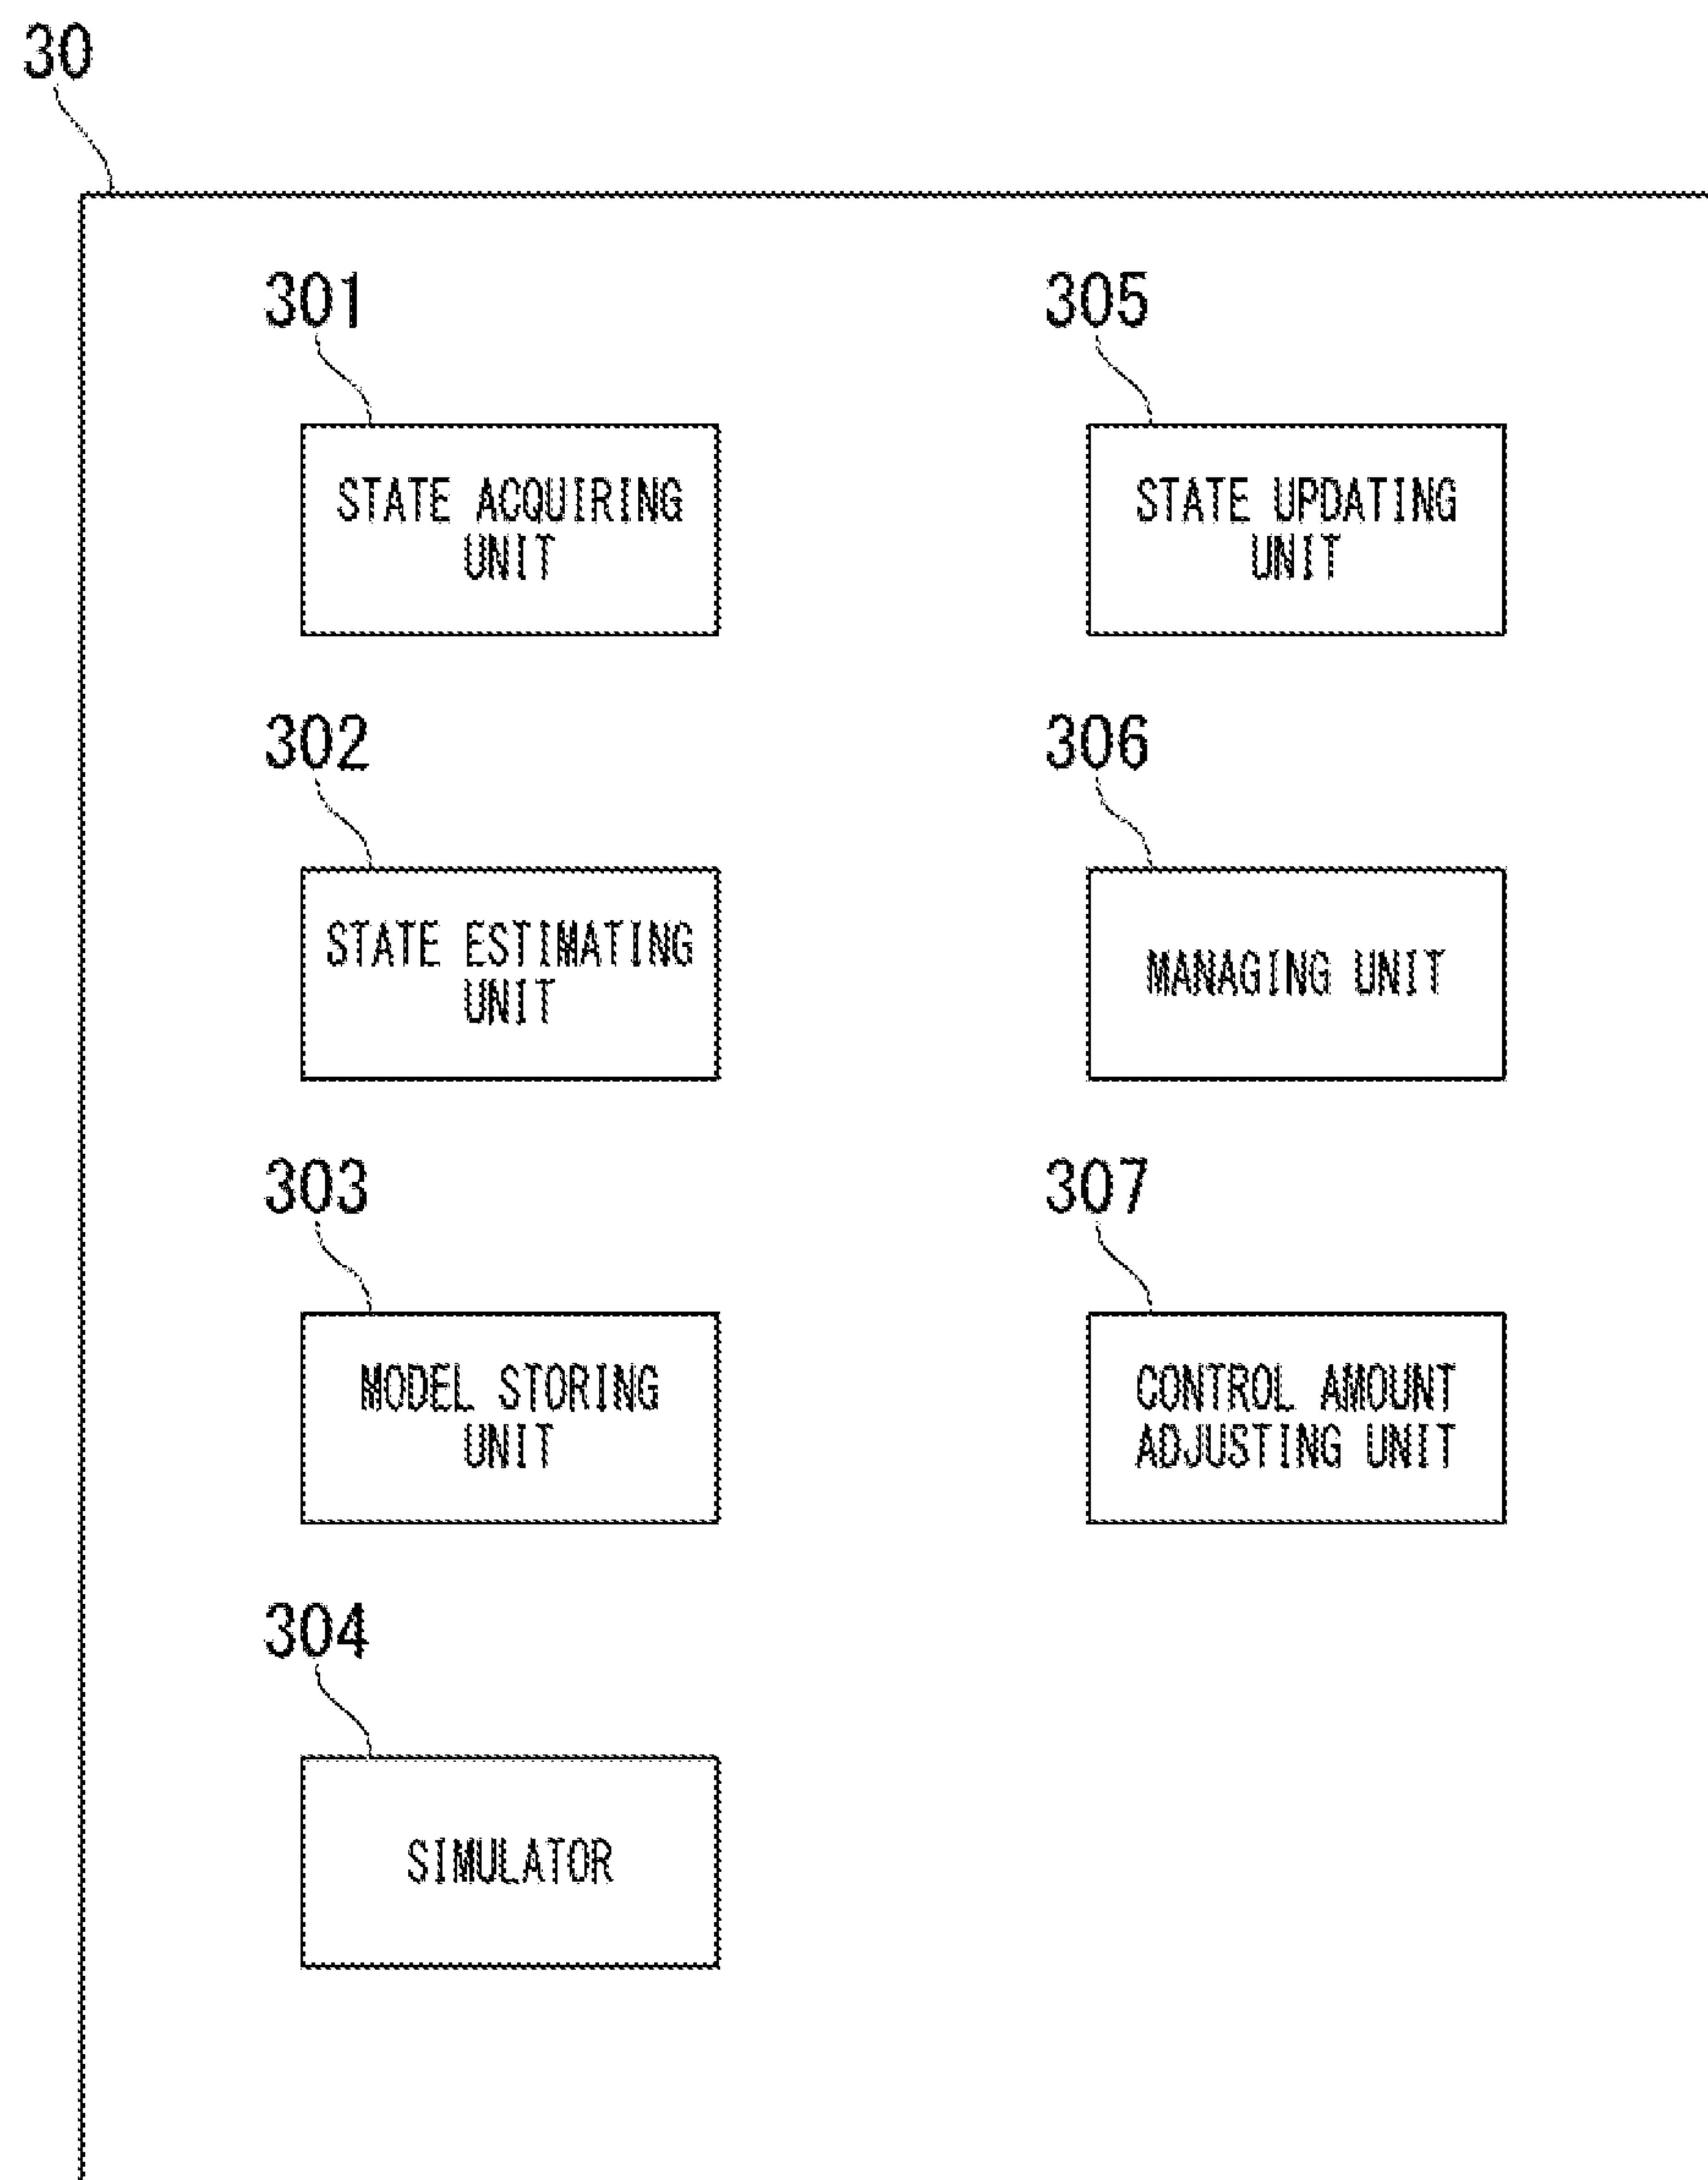 30
301
STATE ACQUIRING
UNIT
302
STATE ESTIMATING
UNIT
303
MODEL STORING
UNIT
304
SIMULATOR
305
STATE UPDATING
UNIT
306
MANAGING UNIT
307
CONTROL AMOUNT
ADJUSTING UNIT